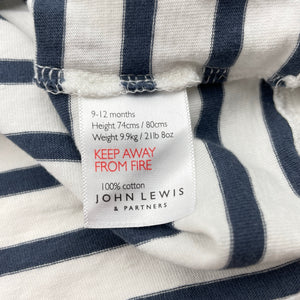 9-12 months
Height 74cms / 80cms
Weight 9.9kg / 21lb 8oz
KEEP AWAY
FROM FIRE
100% cotton
JOHN LEWIS
& PARTNERS